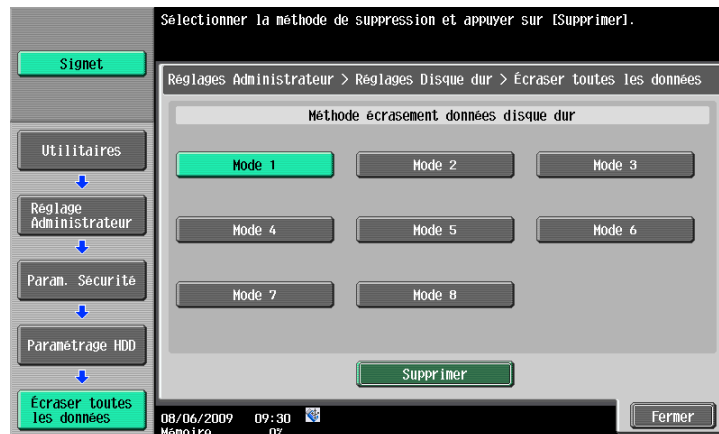 Sélectionner la méthode de suppression et appuyer sur [Supprimer].
Signet
Réglages Administrateur > Réglages Disque dur > Écraser toutes les données
Méthode écrasement données disque dur
Utilitaires
Réglage
Administrateur
Param. Sécurité
Paramétrage HDD
Écraser toutes
les données
Mode 1
Mode 2
Mode 3
Mode 4
Mode 5
Mode 6
Mode 7
Mode 8
Supprimer
08/06/2009 09:30
Mémoire 0%
Fermer